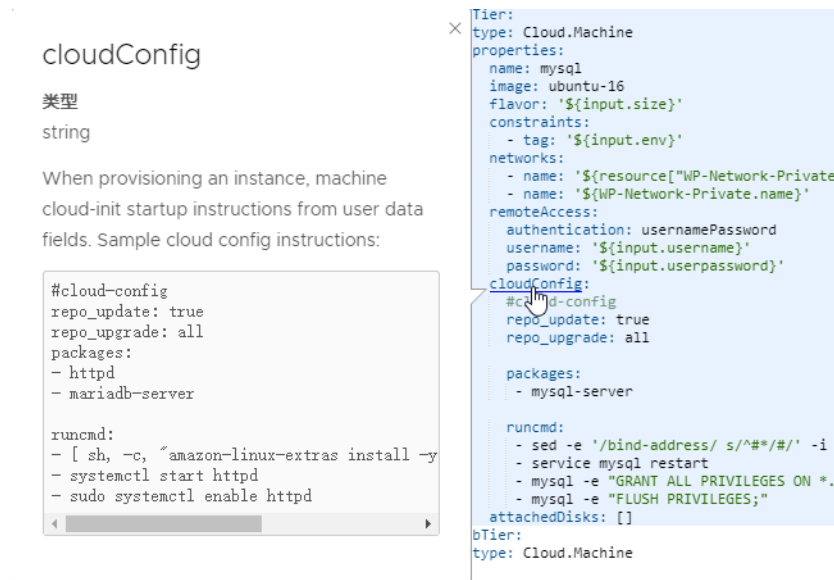 cloudConfig
类型
string
When provisioning an instance, machine
cloud-init startup instructions from user data
fields. Sample cloud config instructions:
#cloud-config
repo_update: true
repo_upgrade: all
packages:
- httpd
- mariadb-server
runcmd:
- [ sh, -c, "amazon-linux-extras install -y
- systemctl start httpd
- sudo systemctl enable httpd
Tier:
type: Cloud.Machine
properties:
name: mysql
image: ubuntu-16
flavor: '${input.size}'
constraints:
- tag: '${input.env}'
networks:
- name: '${resource["WP-Network-Private
- name: '${WP-Network-Private.name}'
remoteAccess:
authentication: usernamePassword
username: '${input.username}'
password: '${input.userpassword}'
cloudConfig:
#cloud-config
repo_update: true
repo_upgrade: all
packages:
- mysql-server
runcmd:
- sed -e '/bind-address/ s/^#*/#/' -i
- service mysql restart
- mysql -e "GRANT ALL PRIVILEGES ON *.
- mysql -e "FLUSH PRIVILEGES;"
attachedDisks: []
bTier:
type: Cloud.Machine